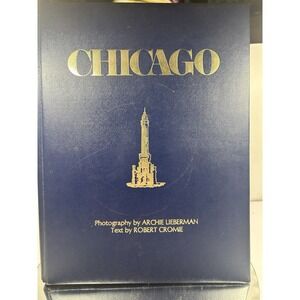 CHICAGO
Photography by ARCHIE LIEBERMAN
Text by ROBERT CROMIE